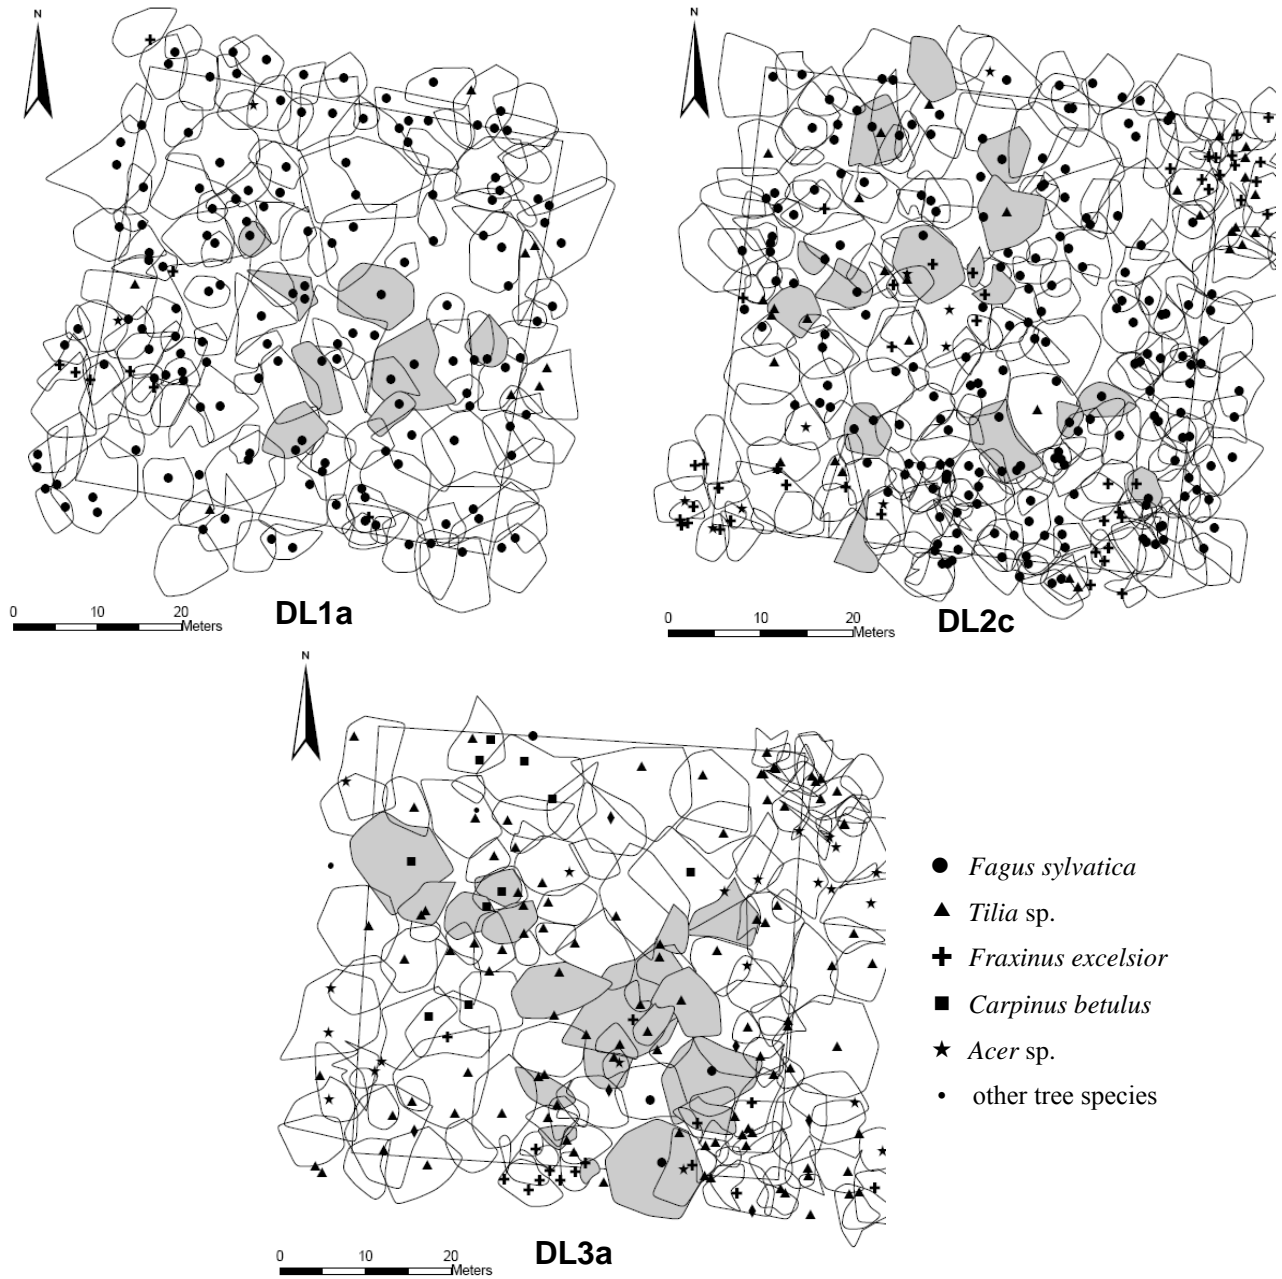 N
N
0 10 20
Meters
DL1a
0 10 20
Meters
DL2c
N
Fagus sylvatica
Tilia sp.
Fraxinus excelsior
Carpinus betulus
Acer sp.
other tree species
0 10 20
Meters
DL3a